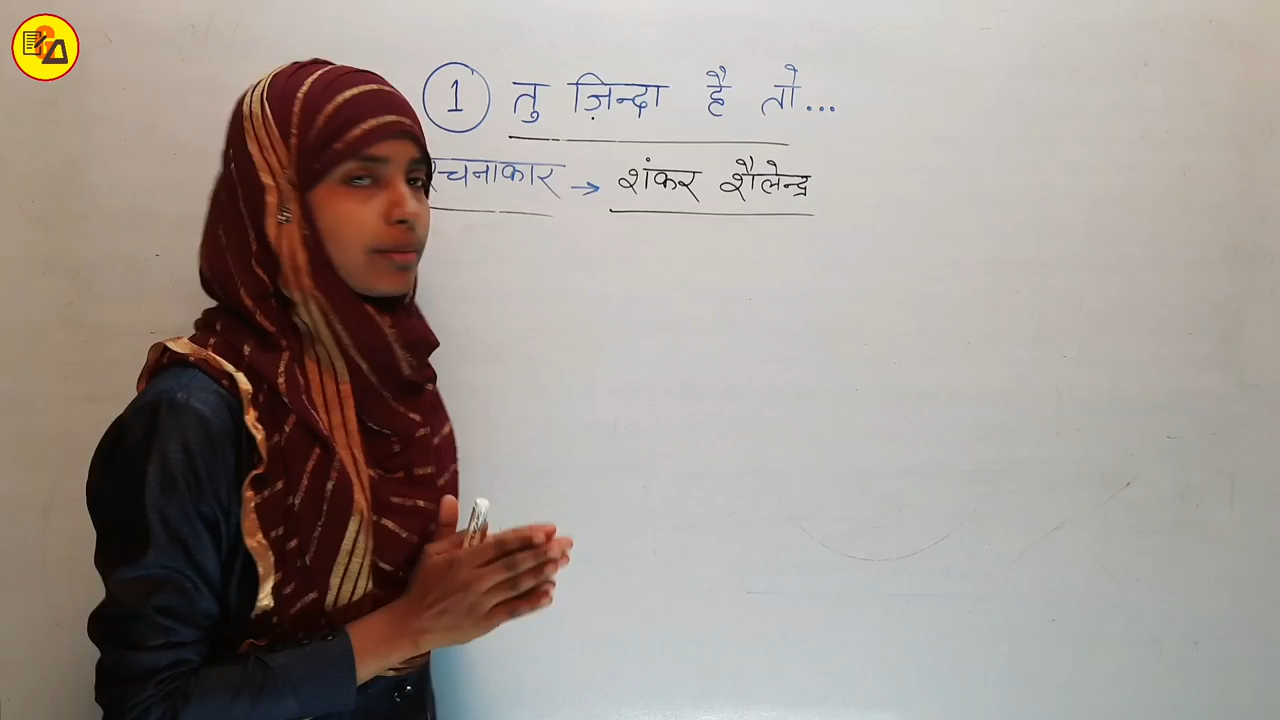 1 तु ज़िन्दा है तो...
रचनाकार → शंकर शैलेन्द्र